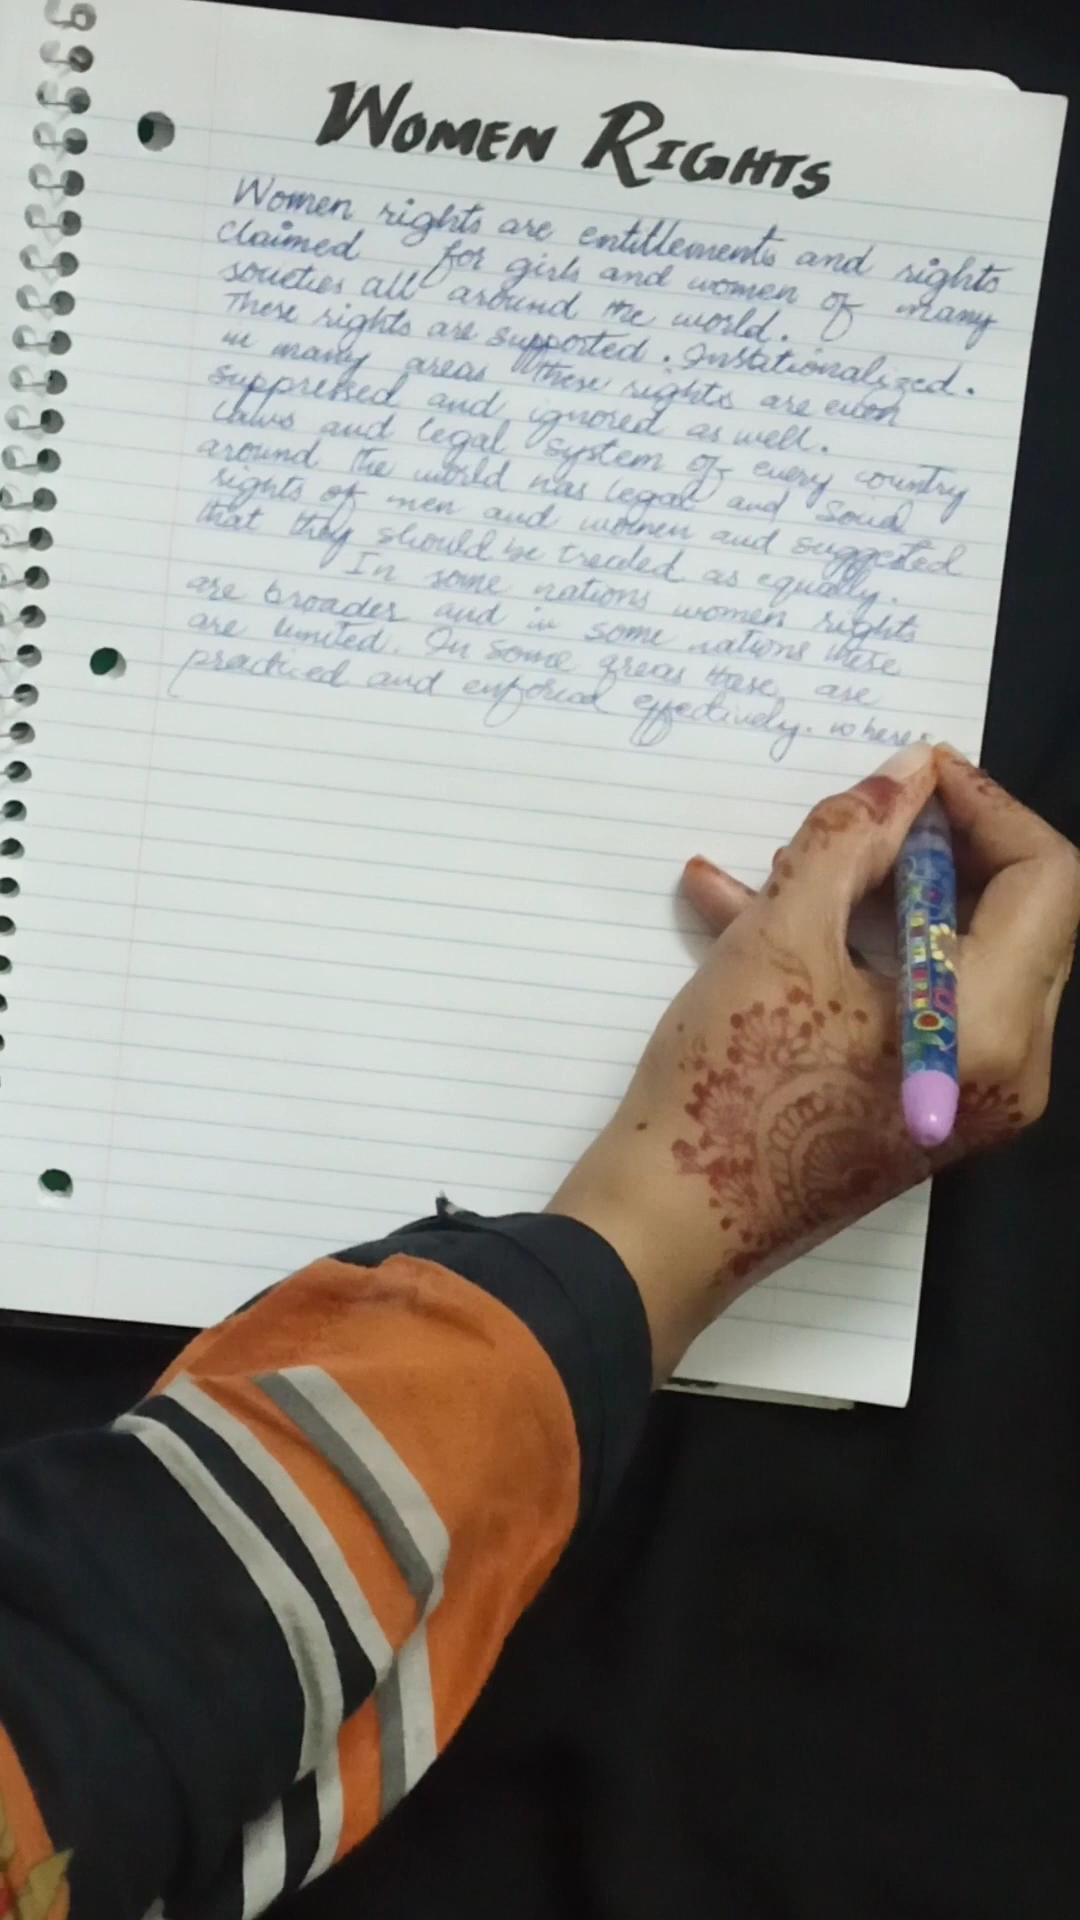 WOMEN RIGHTS
Women rights are entitlements and rights
claimed for girls and women of many
societies all around the world.
These rights are supported. Instationalized.
in many areas these rights are even
suppressed and ignored as well.
Laws and legal system of every country
around the world has legal and Social
rights of men and women and suggested
that they should be treated as equally.
In some nations women rights
are broader and in some nations these
are limited. In some areas these are
practiced and enforced effectively. where